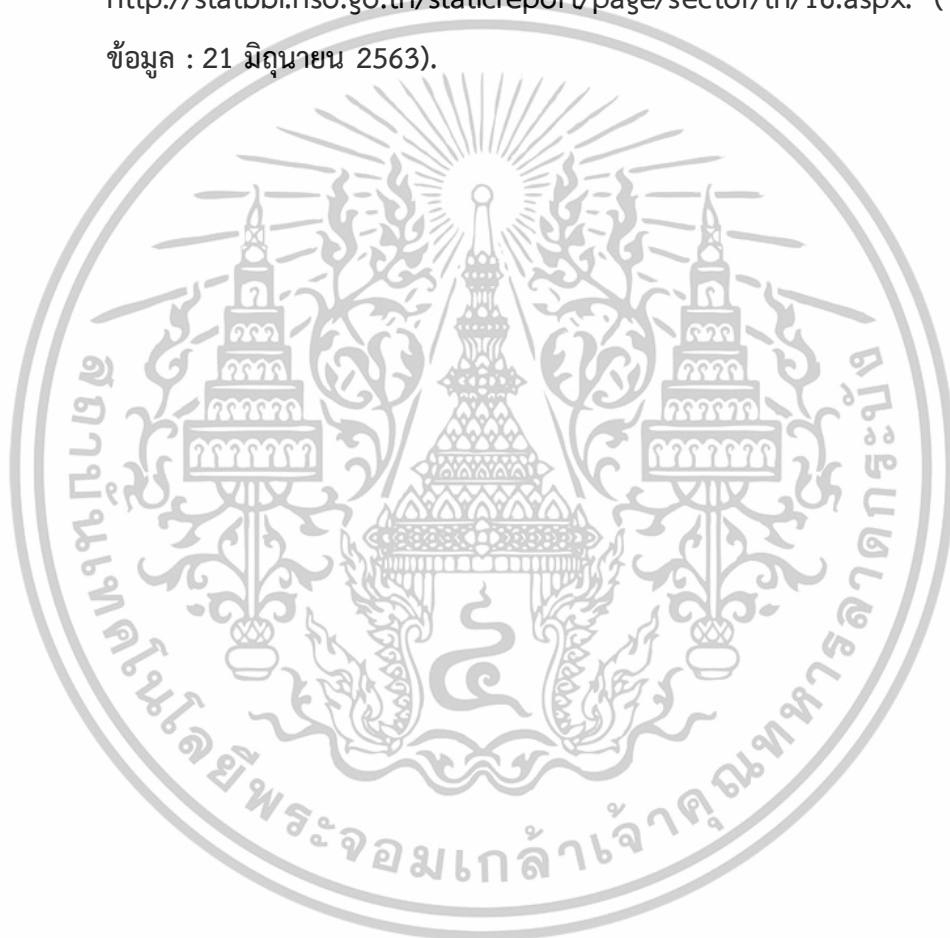 http://statbbi.nso.go.th/staticreport/page/sector/th/16.aspx. (
ข้อมูล : 21 มิถุนายน 2563).
สถาบันเทคโนโลยีพระจอมเกล้าเจ้าคุณทหารลาดกระบัง
๔